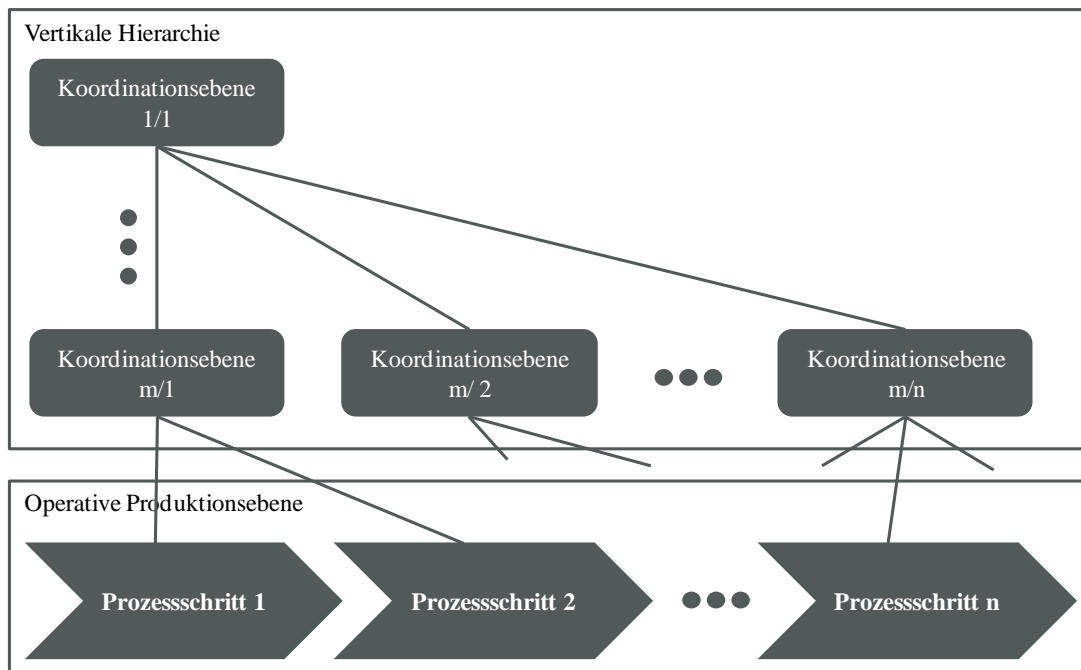 Vertikale Hierarchie
Koordinationsebene
1/1
Koordinationsebene
m/1
Koordinationsebene
m/ 2
Koordinationsebene
m/n
Operative Produktionsebene
Prozessschritt 1
Prozessschritt 2
Prozessschritt n